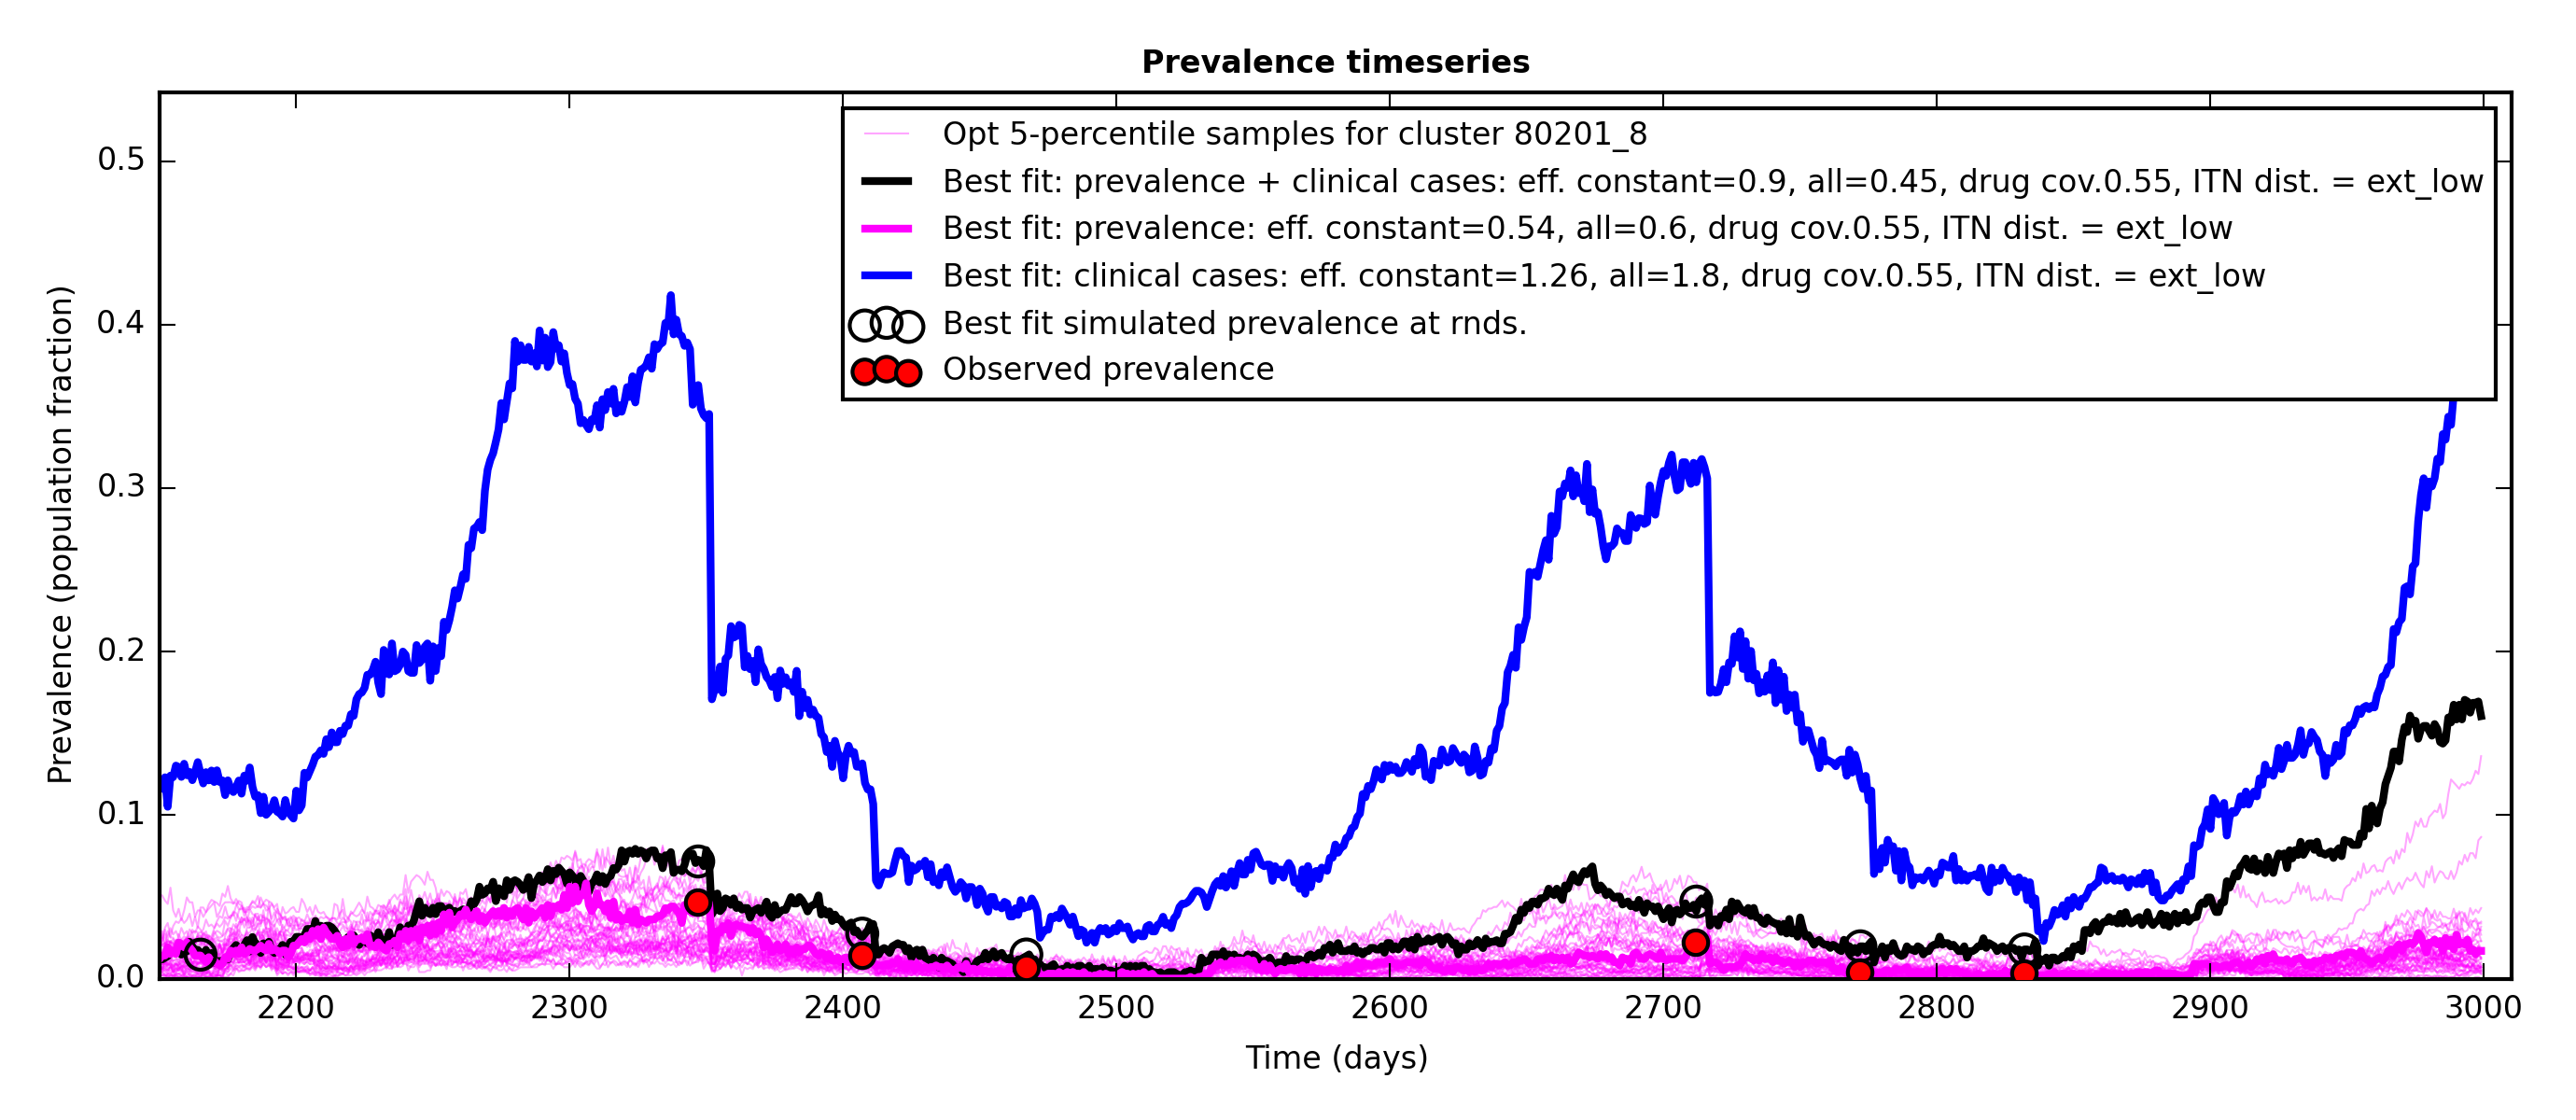 Prevalence timeseries
Opt 5-percentile samples for cluster 80201_8
Best fit: prevalence + clinical cases: eff. constant=0.9, all=0.45, drug cov.0.55, ITN dist. = ext_low
Best fit: prevalence: eff. constant=0.54, all=0.6, drug cov.0.55, ITN dist. = ext_low
Best fit: clinical cases: eff. constant=1.26, all=1.8, drug cov.0.55, ITN dist. = ext_low
Best fit simulated prevalence at rnds.
Observed prevalence
Prevalence (population fraction)
0.5
0.4
0.3
0.2
0.1
0.0
2200 2300 2400 2500 2600 2700 2800 2900 3000
Time (days)